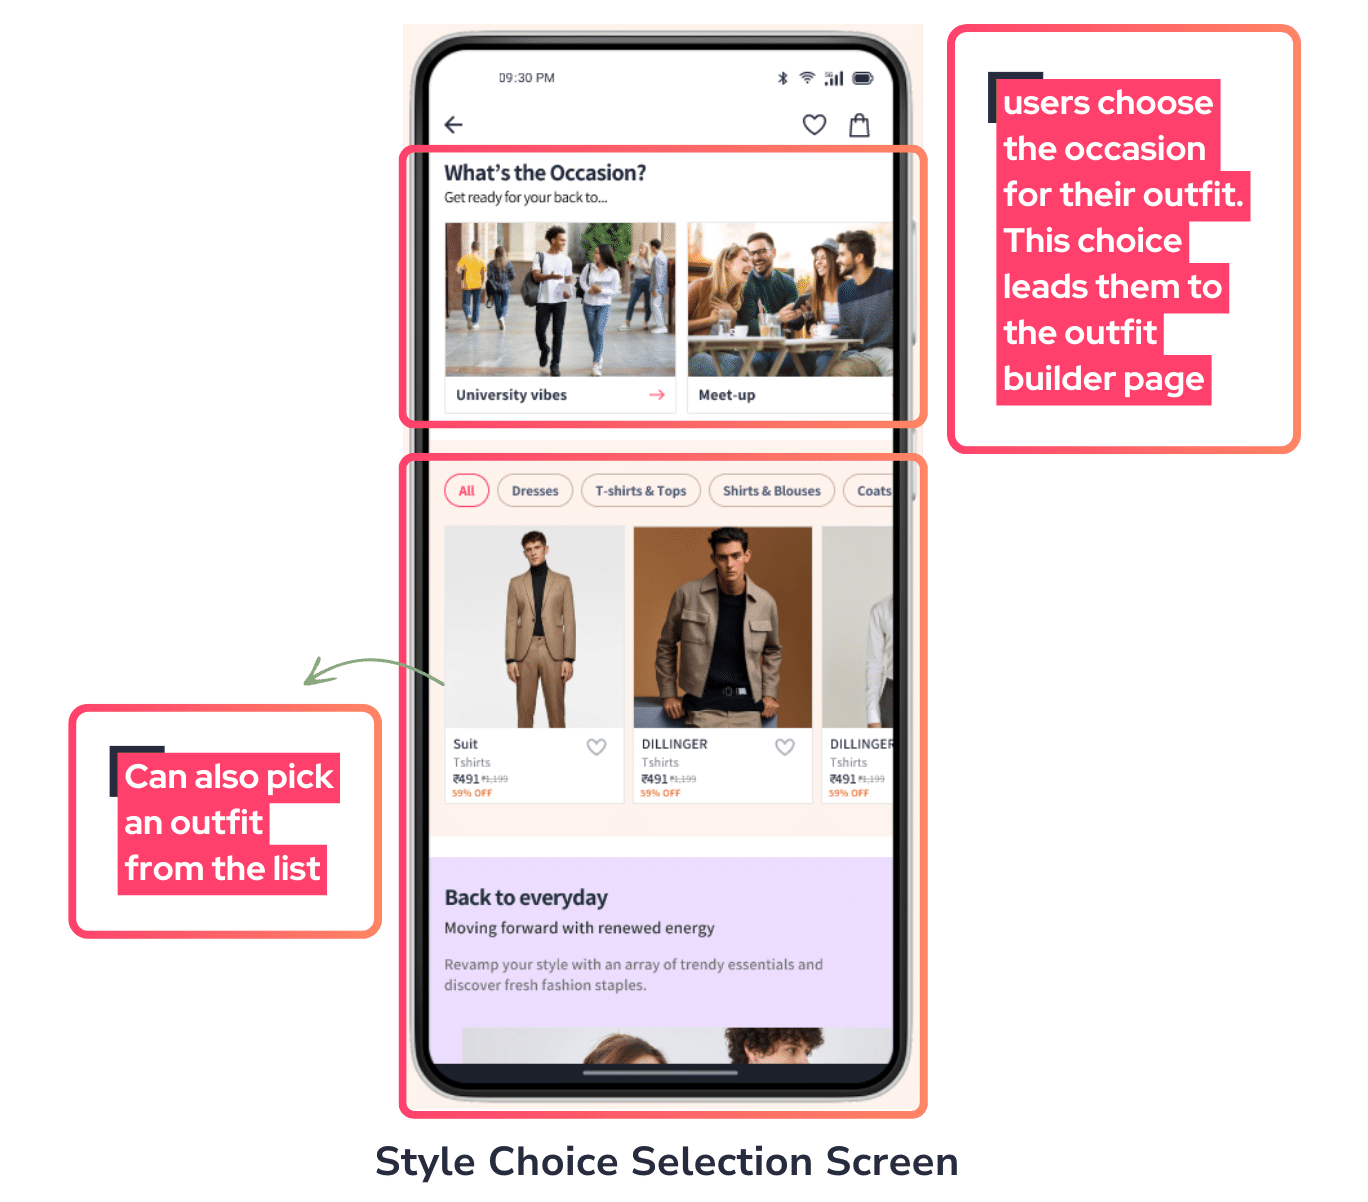 09:30 PM
5G
What's the Occasion?
Get ready for your back to...
University vibes
Meet-up
All
Dresses
T-shirts & Tops
Shirts & Blouses
Coats
Suit
Tshirts
₹491 ₹1,199
59% OFF
DILLINGER
Tshirts
₹491 ₹1,199
59% OFF
DILLINGER
Tshirts
₹491 ₹1,199
59% OFF
Back to everyday
Moving forward with renewed energy
Revamp your style with an array of trendy essentials and
discover fresh fashion staples.
users choose
the occasion
for their outfit.
This choice
leads them to
the outfit
builder page
Can also pick
an outfit
from the list
Style Choice Selection Screen